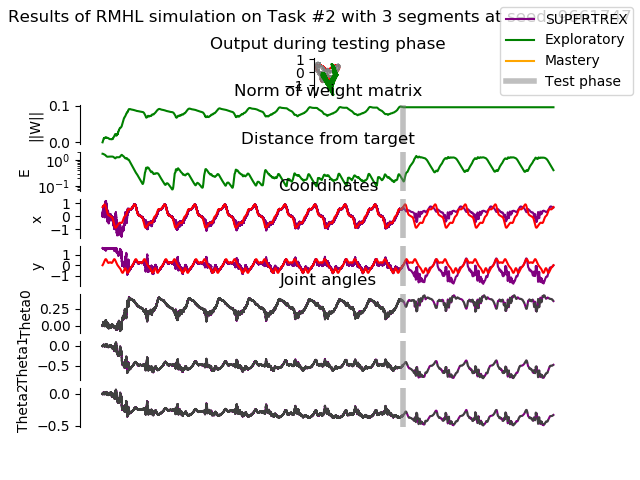 Results of RMHL simulation on Task #2 with 3 segments at seed: 9661747
SUPERTREX
Exploratory
Mastery
Test phase
Output during testing phase
1
0
−1
Norm of weight matrix
0.1
0.0
||W||
Distance from target
10^0
10^-1
E
Coordinates
1
0
−1
x
1
0
−1
y
Joint angles
0.25
0.00
Theta0
0.0
−0.5
Theta1
0.0
−0.5
Theta2